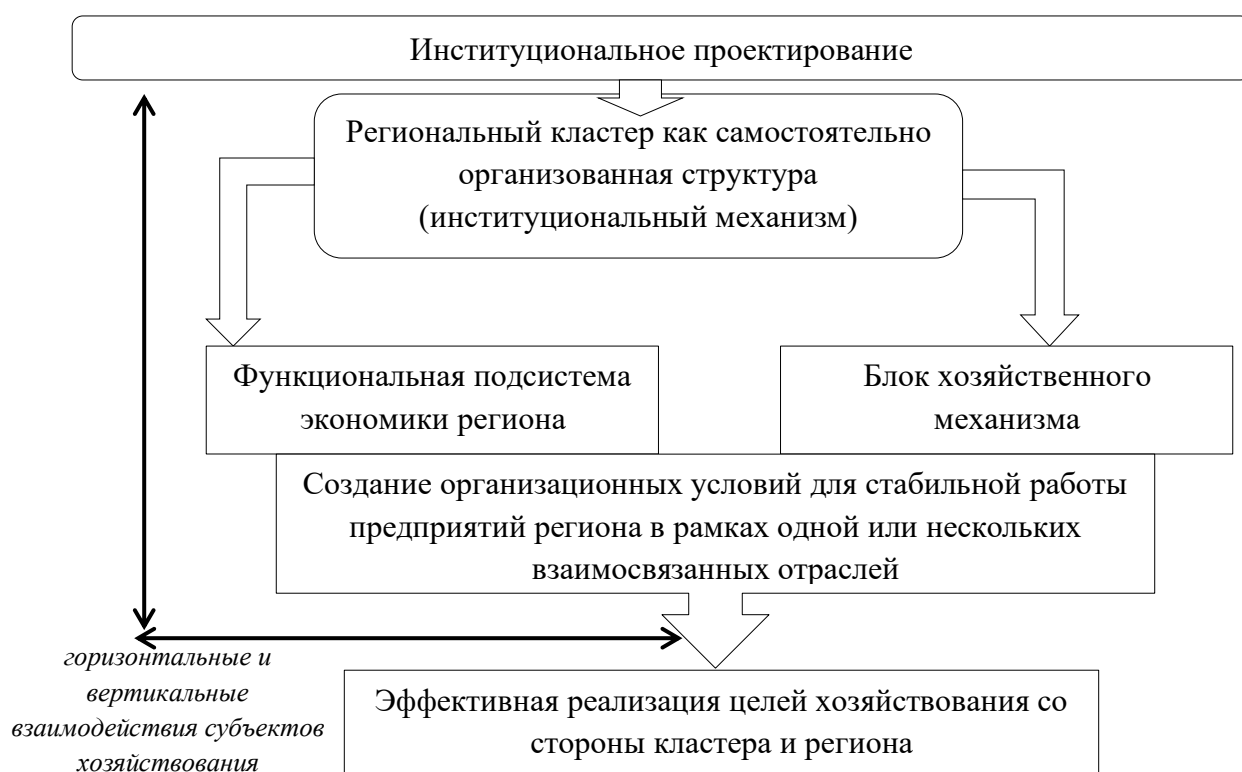 Институциональное проектирование
Региональный кластер как самостоятельно
организованная структура
(институциональный механизм)
Функциональная подсистема
экономики региона
Блок хозяйственного
механизма
Создание организационных условий для стабильной работы
предприятий региона в рамках одной или нескольких
взаимосвязанных отраслей
горизонтальные и
вертикальные
взаимодействия субъектов
хозяйствования
Эффективная реализация целей хозяйствования со
стороны кластера и региона